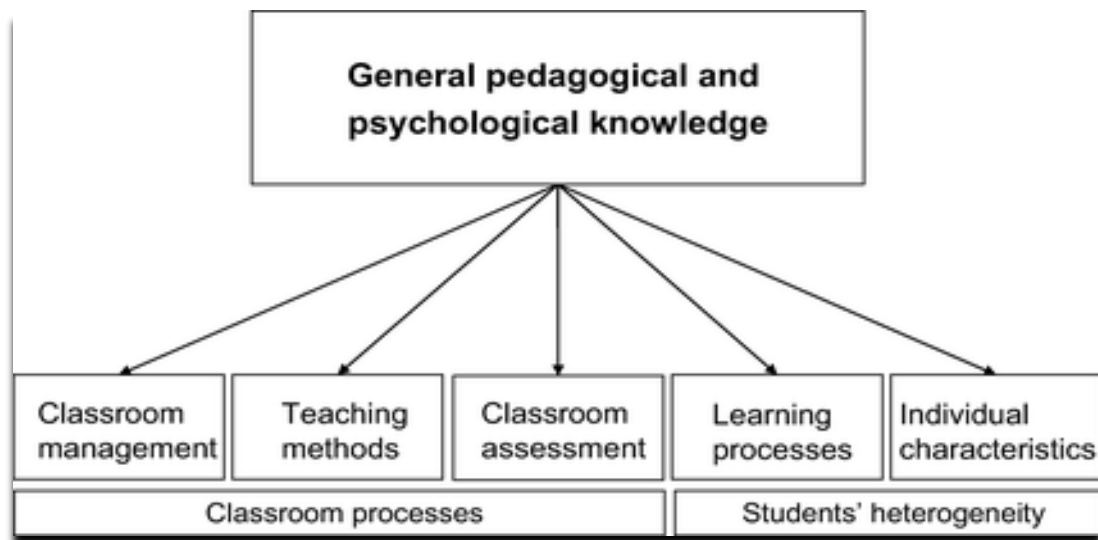 General pedagogical and
psychological knowledge
Classroom
management
Teaching
methods
Classroom
assessment
Learning
processes
Individual
characteristics
Classroom processes
Students' heterogeneity